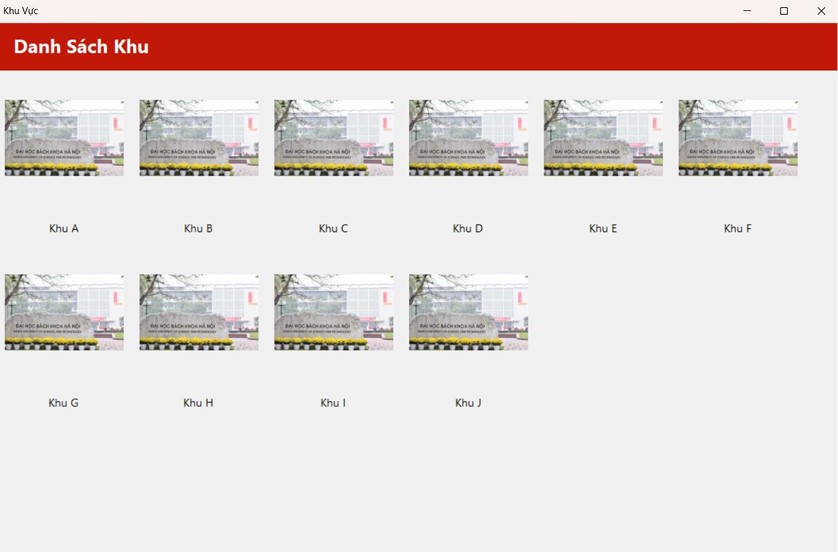 Khu Vực
Danh Sách Khu
ĐẠI HỌC BÁCH KHOA HÀ NỘI
ĐẠI HỌC BÁCH KHOA HÀ NỘI
ĐẠI HỌC BÁCH KHOA HÀ NỘI
ĐẠI HỌC BÁCH KHOA HÀ NỘI
ĐẠI HỌC BÁCH KHOA HÀ NỘI
ĐẠI HỌC BÁCH KHOA HÀ NỘI
Khu A
Khu B
Khu C
Khu D
Khu E
Khu F
ĐẠI HỌC BÁCH KHOA HÀ NỘI
ĐẠI HỌC BÁCH KHOA HÀ NỘI
ĐẠI HỌC BÁCH KHOA HÀ NỘI
ĐẠI HỌC BÁCH KHOA HÀ NỘI
Khu G
Khu H
Khu I
Khu J